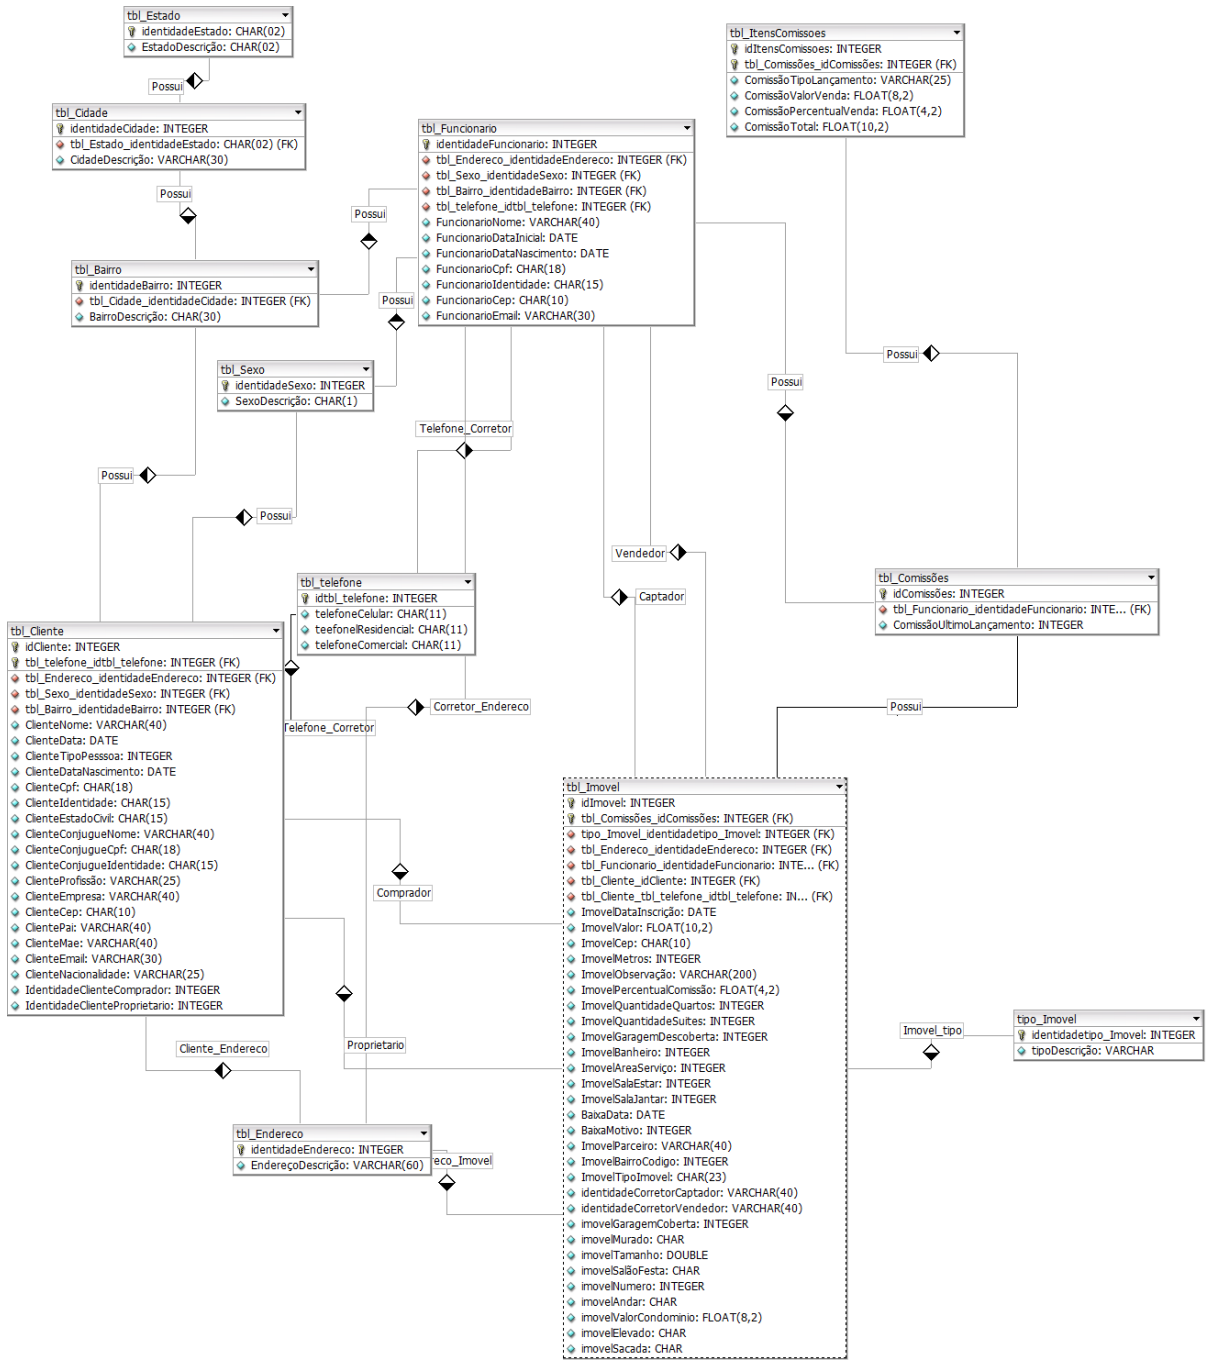 tbl_Estado
identidadeEstado: CHAR(02)
EstadoDescrição: CHAR(02)
Possui
tbl_Cidade
identidadeCidade: INTEGER
tbl_Estado_identidadeEstado: CHAR(02) (FK)
CidadeDescrição: VARCHAR(30)
Possui
tbl_Bairro
identidadeBairro: INTEGER
tbl_Cidade_identidadeCidade: INTEGER (FK)
BairroDescrição: CHAR(30)
Possui
tbl_Funcionario
identidadeFuncionario: INTEGER
tbl_Endereco_identidadeEndereco: INTEGER (FK)
tbl_Sexo_identidadeSexo: INTEGER (FK)
tbl_Bairro_identidadeBairro: INTEGER (FK)
tbl_telefone_idtbl_telefone: INTEGER (FK)
FuncionarioNome: VARCHAR(40)
FuncionarioDataInicial: DATE
FuncionarioDataNascimento: DATE
FuncionarioCpf: CHAR(18)
FuncionarioIdentidade: CHAR(15)
FuncionarioCep: CHAR(10)
FuncionarioEmail: VARCHAR(30)
tbl_ItensComissoes
idItensComissoes: INTEGER
tbl_Comissões_idComissões: INTEGER (FK)
ComissãoTipoLançamento: VARCHAR(25)
ComissãoValorVenda: FLOAT(8,2)
ComissãoPercentualVenda: FLOAT(4,2)
ComissãoTotal: FLOAT(10,2)
Possui
tbl_Sexo
identidadeSexo: INTEGER
SexoDescrição: CHAR(1)
Possui
Possui
Telefone_Corretor
Possui
Possui
Vendedor
Captador
tbl_telefone
idtbl_telefone: INTEGER
telefoneCelular: CHAR(11)
teefonelResidencial: CHAR(11)
telefoneComercial: CHAR(11)
tbl_Comissões
idComissões: INTEGER
tbl_Funcionario_identidadeFuncionario: INTE... (FK)
ComissãoUltimoLançamento: INTEGER
tbl_Cliente
idCliente: INTEGER
tbl_telefone_idtbl_telefone: INTEGER (FK)
tbl_Endereco_identidadeEndereco: INTEGER (FK)
tbl_Sexo_identidadeSexo: INTEGER (FK)
tbl_Bairro_identidadeBairro: INTEGER (FK)
ClienteNome: VARCHAR(40)
ClienteData: DATE
ClienteTipoPesssoa: INTEGER
ClienteDataNascimento: DATE
ClienteCpf: CHAR(18)
ClienteIdentidade: CHAR(15)
ClienteEstadoCivil: CHAR(15)
ClienteConjugueNome: VARCHAR(40)
ClienteConjugueCpf: CHAR(18)
ClienteConjugueIdentidade: CHAR(15)
ClienteProfissão: VARCHAR(25)
ClienteEmpresa: VARCHAR(40)
ClienteCep: CHAR(10)
ClientePai: VARCHAR(40)
ClienteMae: VARCHAR(40)
ClienteEmail: VARCHAR(30)
ClienteNacionalidade: VARCHAR(25)
IdentidadeClienteComprador: INTEGER
IdentidadeClienteProprietario: INTEGER
Telefone_Corretor
Corretor_Endereco
Possui
Comprador
Proprietario
Cliente_Endereco
tbl_Endereco
identidadeEndereco: INTEGER
EndereçoDescrição: VARCHAR(60)
reco_Imovel
tbl_Imovel
idImovel: INTEGER
tbl_Comissões_idComissões: INTEGER (FK)
tipo_Imovel_identidadetipo_Imovel: INTEGER (FK)
tbl_Endereco_identidadeEndereco: INTEGER (FK)
tbl_Funcionario_identidadeFuncionario: INTE... (FK)
tbl_Cliente_idCliente: INTEGER (FK)
tbl_Cliente_tbl_telefone_idtbl_telefone: IN... (FK)
ImovelDataInscrição: DATE
ImovelValor: FLOAT(10,2)
ImovelCep: CHAR(10)
ImovelMetros: INTEGER
ImovelObservação: VARCHAR(200)
ImovelPercentualComissão: FLOAT(4,2)
ImovelQuantidadeQuartos: INTEGER
ImovelQuantidadeSuites: INTEGER
ImovelGaragemDescoberta: INTEGER
ImovelBanheiro: INTEGER
ImovelAreaServiço: INTEGER
ImovelSalaEstar: INTEGER
ImovelSalaJantar: INTEGER
BaixaData: DATE
BaixaMotivo: INTEGER
ImovelParceiro: VARCHAR(40)
ImovelBairroCodigo: INTEGER
ImovelTipoImovel: CHAR(23)
identidadeCorretorCaptador: VARCHAR(40)
identidadeCorretorVendedor: VARCHAR(40)
imovelGaragemCoberta: INTEGER
imovelMurado: CHAR
imovelTamanho: DOUBLE
imovelSalãoFesta: CHAR
imovelNumero: INTEGER
imovelAndar: CHAR
imovelValorCondominio: FLOAT(8,2)
imovelElevado: CHAR
imovelSacada: CHAR
Imovel_tipo
tipo_Imovel
identidadetipo_Imovel: INTEGER
tipoDescrição: VARCHAR